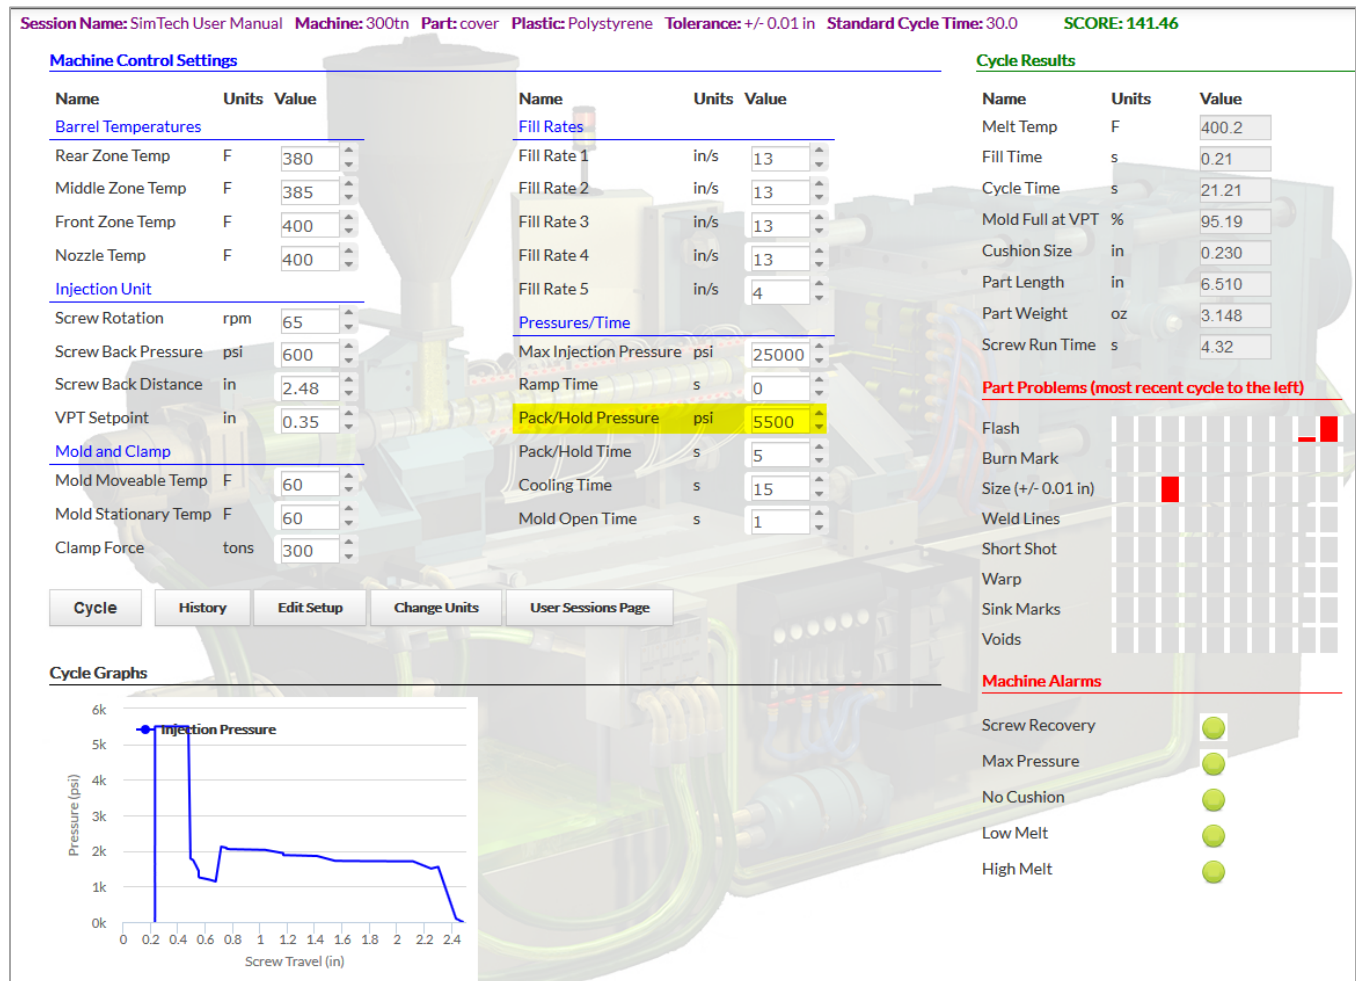 Session Name: SimTech User Manual Machine: 300tn Part: cover Plastic: Polystyrene Tolerance: +/- 0.01 in Standard Cycle Time: 30.0 SCORE: 141.46
Machine Control Settings
Name Units Value
Barrel Temperatures
Rear Zone Temp F 380
Middle Zone Temp F 385
Front Zone Temp F 400
Nozzle Temp F 400
Injection Unit
Screw Rotation rpm 65
Screw Back Pressure psi 600
Screw Back Distance in 2.48
VPT Setpoint in 0.35
Mold and Clamp
Mold Moveable Temp F 60
Mold Stationary Temp F 60
Clamp Force tons 300
Name Units Value
Fill Rates
Fill Rate 1 in/s 13
Fill Rate 2 in/s 13
Fill Rate 3 in/s 13
Fill Rate 4 in/s 13
Fill Rate 5 in/s 4
Pressures/Time
Max Injection Pressure psi 25000
Ramp Time s 0
Pack/Hold Pressure psi 5500
Pack/Hold Time s 5
Cooling Time s 15
Mold Open Time s 1
Cycle History Edit Setup Change Units User Sessions Page
Cycle Graphs
Injection Pressure
Pressure (psi)
6k
5k
4k
3k
2k
1k
0k
0 0.2 0.4 0.6 0.8 1 1.2 1.4 1.6 1.8 2 2.2 2.4
Screw Travel (in)
Cycle Results
Name Units Value
Melt Temp F 400.2
Fill Time s 0.21
Cycle Time s 21.21
Mold Full at VPT % 95.19
Cushion Size in 0.230
Part Length in 6.510
Part Weight oz 3.148
Screw Run Time s 4.32
Part Problems (most recent cycle to the left)
Flash
Burn Mark
Size (+/- 0.01 in)
Weld Lines
Short Shot
Warp
Sink Marks
Voids
Machine Alarms
Screw Recovery
Max Pressure
No Cushion
Low Melt
High Melt